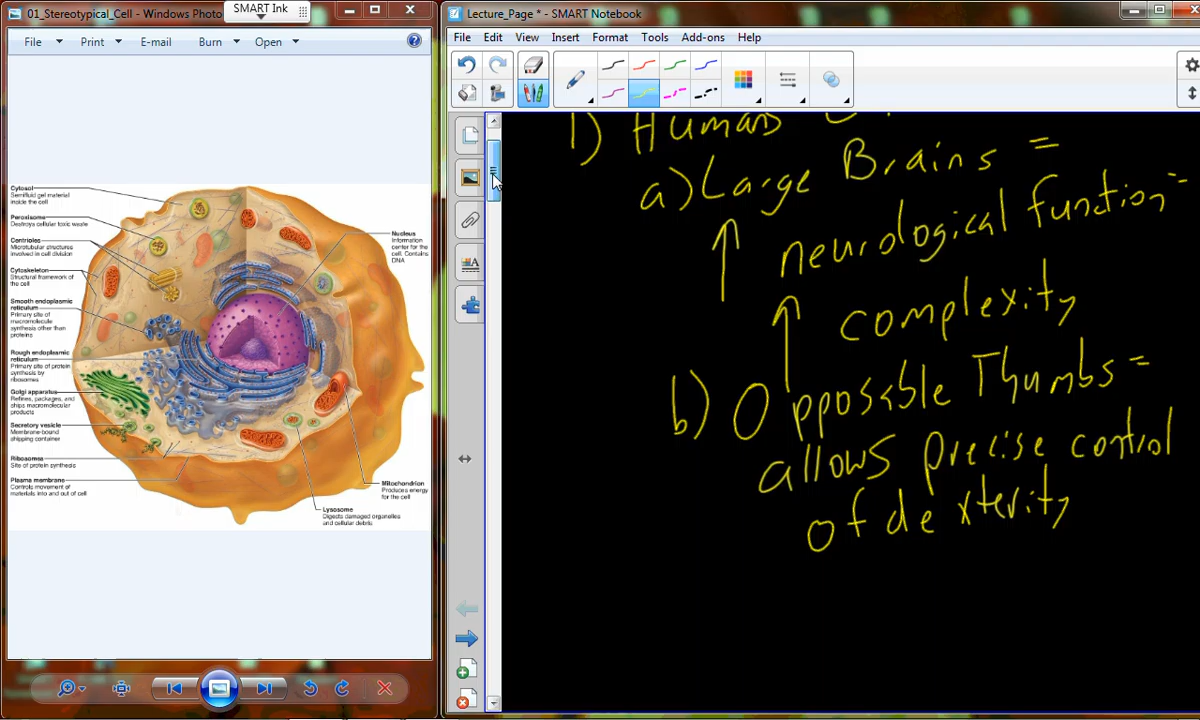 01_Stereotypical_Cell - Windows Photo
SMART Ink
File Print E-mail Burn Open
Cytosol
Semifluid gel material
inside the cell
Peroxisome
Destroys cellular toxic waste
Centrioles
Microtubular structures
involved in cell division
Cytoskeleton
Structural framework of
the cell
Smooth endoplasmic
reticulum
Primary site of
macromolecule
synthesis other than
proteins
Rough endoplasmic
reticulum
Primary site of protein
synthesis by
ribosomes
Golgi apparatus
Refines, packages, and
ships macromolecular
products
Secretory vesicle
Membrane-bound
shipping container
Ribosomes
Site of protein synthesis
Plasma membrane
Controls movement of
materials into and out of cell
Nucleus
Information
center for the
cell. Contains
DNA
Mitochondrion
Produces energy
for the cell
Lysosome
Digests damaged organelles
and cellular debris
Lecture_Page * - SMART Notebook
File Edit View Insert Format Tools Add-ons Help
1) Humans
a) Large Brains =
↑ neurological function-
↑ complexity
b) Opposable Thumbs =
allows precise control
of dexterity